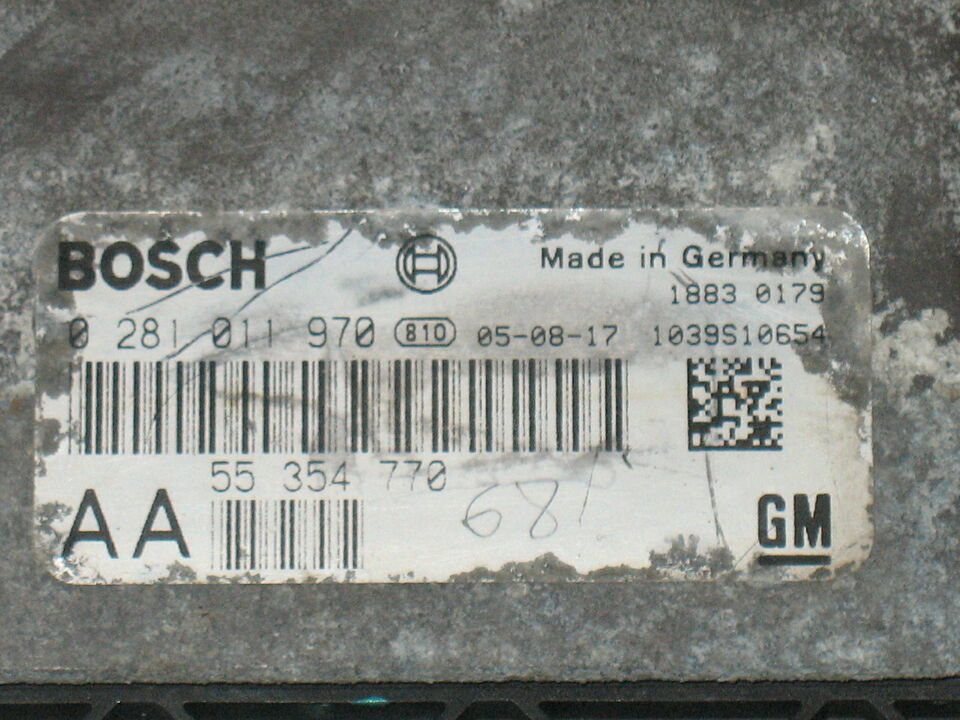 BOSCH
Made in Germany
1883 0179
0 281 011 970 810 05-08-17 1039S10654
55 354 770
AA
681
GM